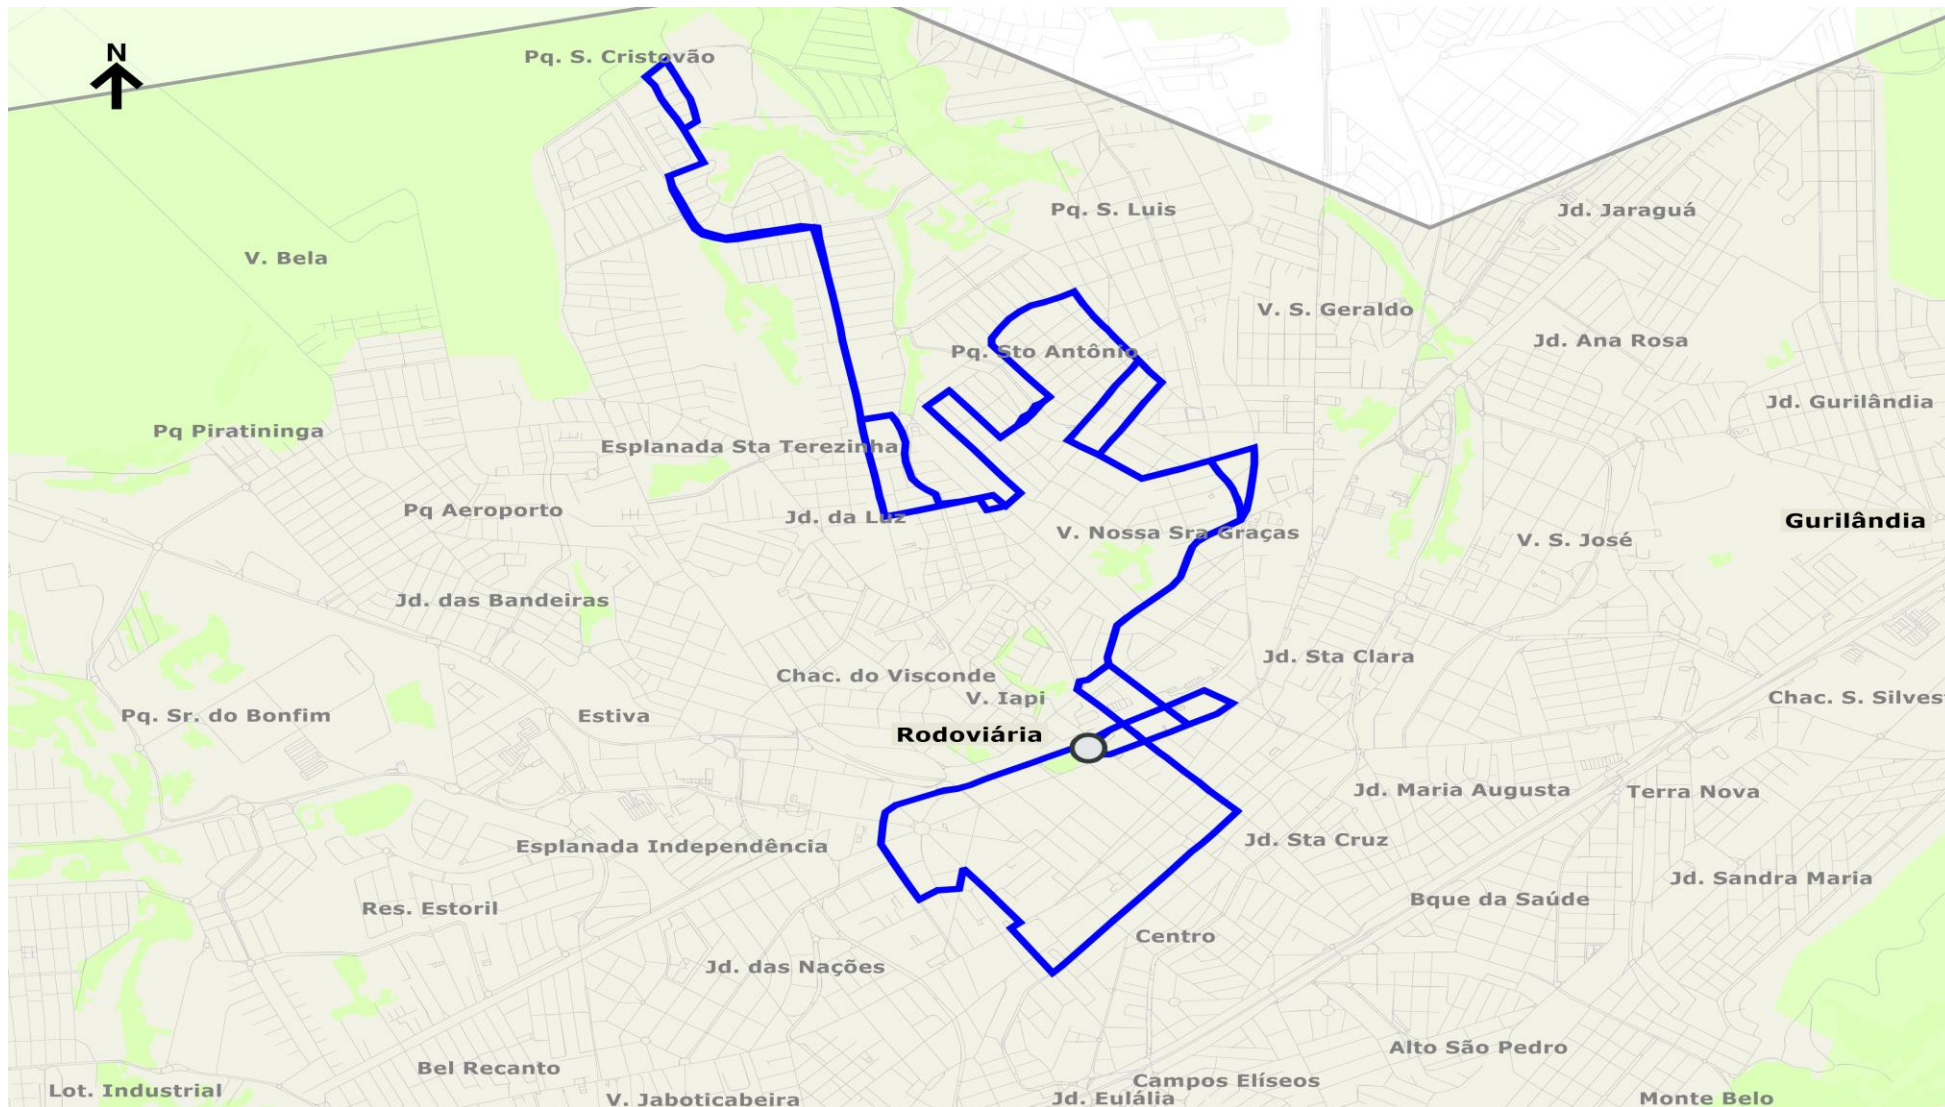 N
Pq. S. Cristovão
Pq. S. Luis
Jd. Jaraguá
V. Bela
V. S. Geraldo
Jd. Ana Rosa
Pq. Sto Antônio
Jd. Gurilândia
Pq Piratininga
Esplanada Sta Terezinha
Pq Aeroporto
Jd. da Luz
Gurilândia
V. Nossa Sra Graças
V. S. José
Jd. das Bandeiras
Jd. Sta Clara
Chac. do Visconde
V. Iapi
Chac. S. Silves
Pq. Sr. do Bonfim
Estiva
Rodoviária
Jd. Maria Augusta
Terra Nova
Jd. Sta Cruz
Esplanada Independência
Jd. Sandra Maria
Bque da Saúde
Res. Estoril
Centro
Jd. das Nações
Alto São Pedro
Bel Recanto
Campos Elíseos
Lot. Industrial
V. Jaboticabeira
Jd. Eulália
Monte Belo